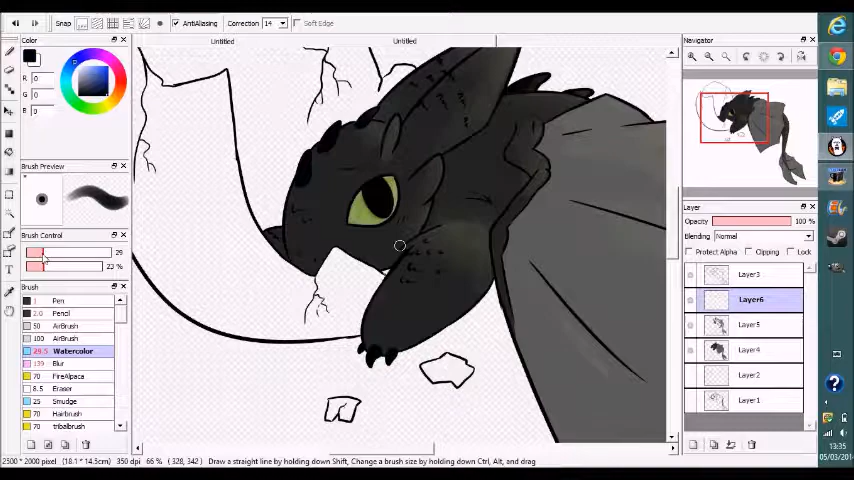 Snap
AntiAliasing
Correction 14
Soft Edge
Color
Untitled
Untitled
Navigator
R 0
G 0
B 0
Brush Preview
Brush Control
29
23 %
Brush
1 Pen
2.0 Pencil
50 AirBrush
100 AirBrush
29.5 Watercolor
139 Blur
70 FireAlpaca
8.5 Eraser
25 Smudge
70 Hairbrush
70 tribalbrush
Layer
Opacity 100 %
Blending Normal
Protect Alpha Clipping Lock
Layer3
Layer6
Layer5
Layer4
Layer2
Layer1
2500 * 2000 pixel (18.1 * 14.5cm) 350 dpi 66 % ( 328, 342 ) Draw a straight line by holding down Shift, Change a brush size by holding down Ctrl, Alt, and drag
13:35
05/03/2014